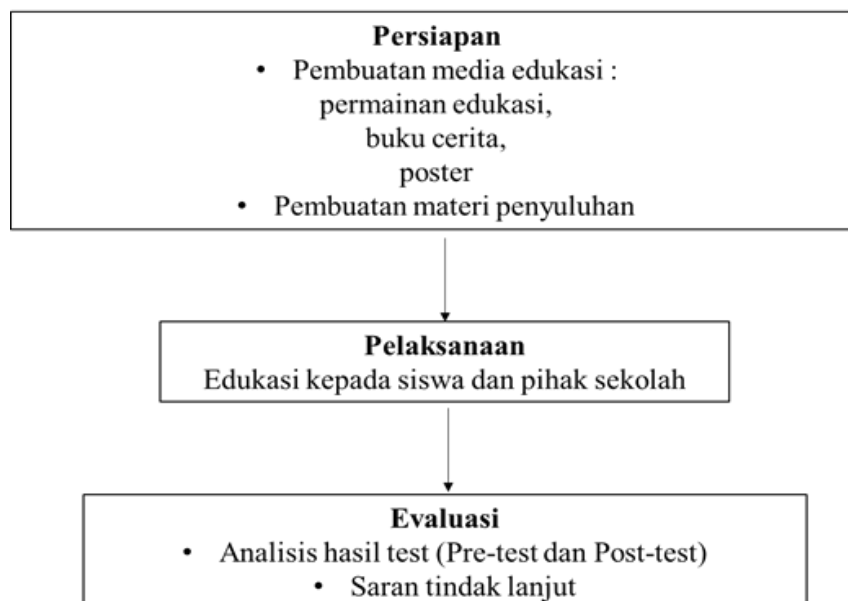 Persiapan
• Pembuatan media edukasi :
permainan edukasi,
buku cerita,
poster
• Pembuatan materi penyuluhan
Pelaksanaan
Edukasi kepada siswa dan pihak sekolah
Evaluasi
• Analisis hasil test (Pre-test dan Post-test)
• Saran tindak lanjut